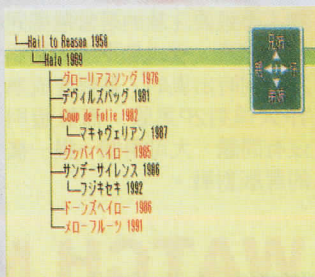 Hail to Reason 1958
Halo 1969
グローリアスソング 1976
デヴィルズバッグ 1981
Coup de Folie 1982
マキャヴェリアン 1987
グッバイヘイロー 1985
サンデーサイレンス 1986
フジキセキ 1992
ドーンズヘイロー 1986
メローフルーツ 1991